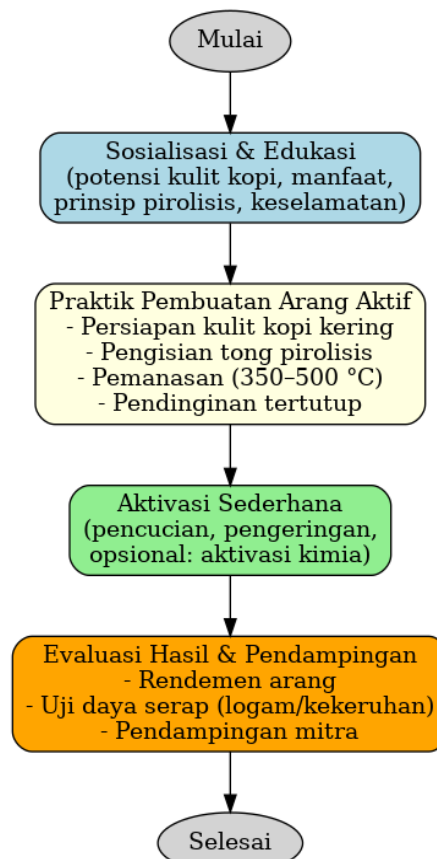 Mulai
Sosialisasi & Edukasi
(potensi kulit kopi, manfaat,
prinsip pirolisis, keselamatan)
Praktik Pembuatan Arang Aktif
- Persiapan kulit kopi kering
- Pengisian tong pirolisis
- Pemanasan (350–500 °C)
- Pendinginan tertutup
Aktivasi Sederhana
(pencucian, pengeringan,
opsional: aktivasi kimia)
Evaluasi Hasil & Pendampingan
- Rendemen arang
- Uji daya serap (logam/kekeruhan)
- Pendampingan mitra
Selesai